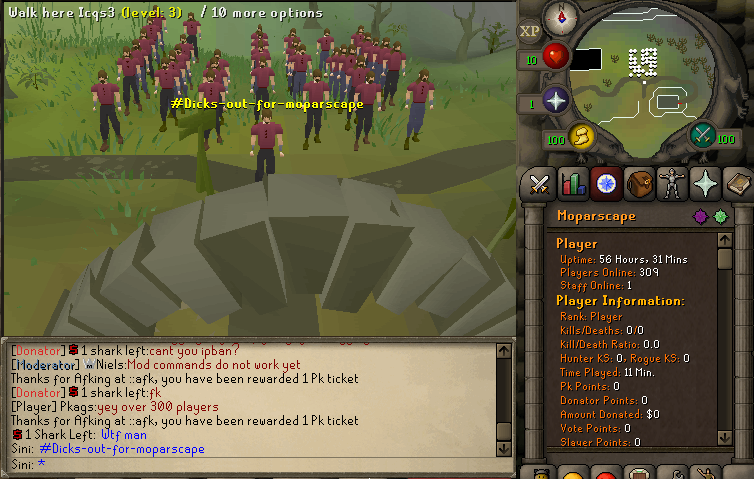 Walk here Icqs3 (level: 3) / 10 more options
#Dicks-out-for-moparscape
XP
10
1
100
100
Moparscape
Player
Uptime: 56 Hours, 31 Mins
Players Online: 309
Staff Online: 1
Player Information:
Rank: Player
Kills/Deaths: 0/0
Kill/Death Ratio: 0.0
Hunter KS: 0, Rogue KS: 0
Time Played: 11 Min.
Pk Points: 0
Donator Points: 0
Amount Donated: $0
Vote Points: 0
Slayer Points: 0
[Donator] 1 shark left:cant you ipban?
[Moderator] Niels:Mod commands do not work yet
Thanks for Afking at ::afk, you have been rewarded 1 Pk ticket
[Donator] 1 shark left:fk
[Player] Pkags:yey over 300 players
Thanks for Afking at ::afk, you have been rewarded 1 Pk ticket
1 Shark Left: Wtf man
Sini: #Dicks-out-for-moparscape
Sini: *